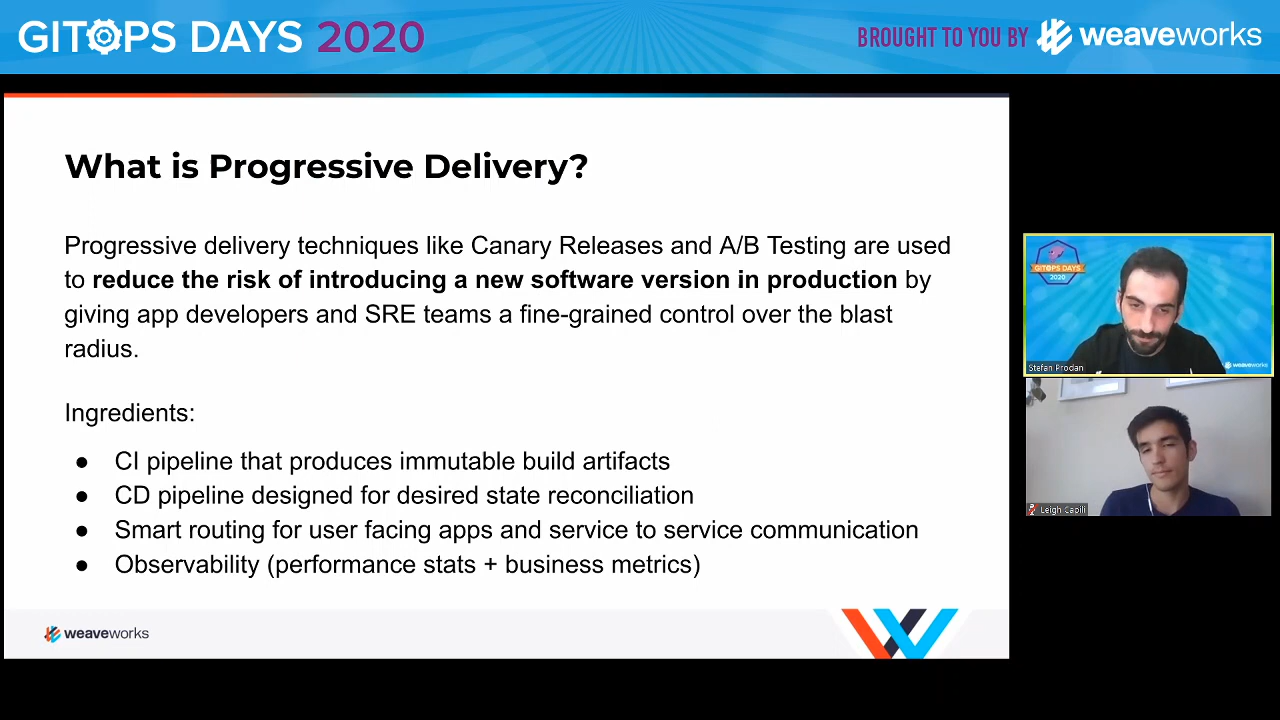 GITOPS DAYS 2020
BROUGHT TO YOU BY weaveworks
What is Progressive Delivery?
Progressive delivery techniques like Canary Releases and A/B Testing are used
to reduce the risk of introducing a new software version in production by
giving app developers and SRE teams a fine-grained control over the blast
radius.
Ingredients:
● CI pipeline that produces immutable build artifacts
● CD pipeline designed for desired state reconciliation
● Smart routing for user facing apps and service to service communication
● Observability (performance stats + business metrics)
weaveworks
GITOPS DAYS
2020
Stefan Prodan
weaveworks
Leigh Capili